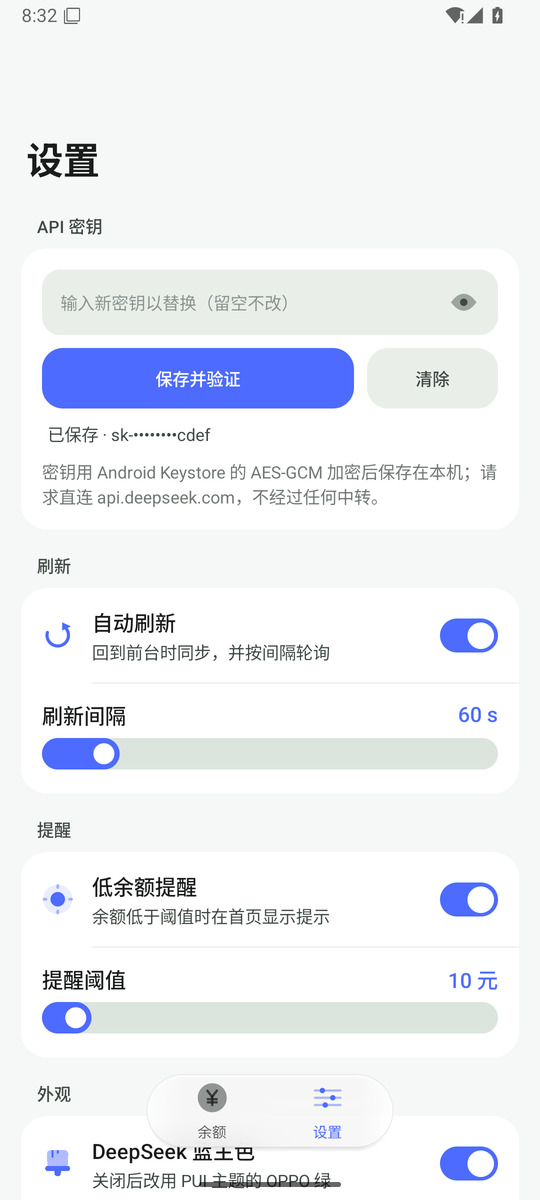 8:32
设置
API 密钥
输入新密钥以替换（留空不改）
保存并验证
清除
已保存 · sk-••••••••cdef
密钥用 Android Keystore 的 AES-GCM 加密后保存在本机；请
求直连 api.deepseek.com，不经过任何中转。
刷新
自动刷新
回到前台时同步，并按间隔轮询
刷新间隔
60 s
提醒
低余额提醒
余额低于阈值时在首页显示提示
提醒阈值
10 元
外观
¥
余额
设置
DeepSeek 蓝主色
关闭后改用 PUI 主题的 OPPO 绿